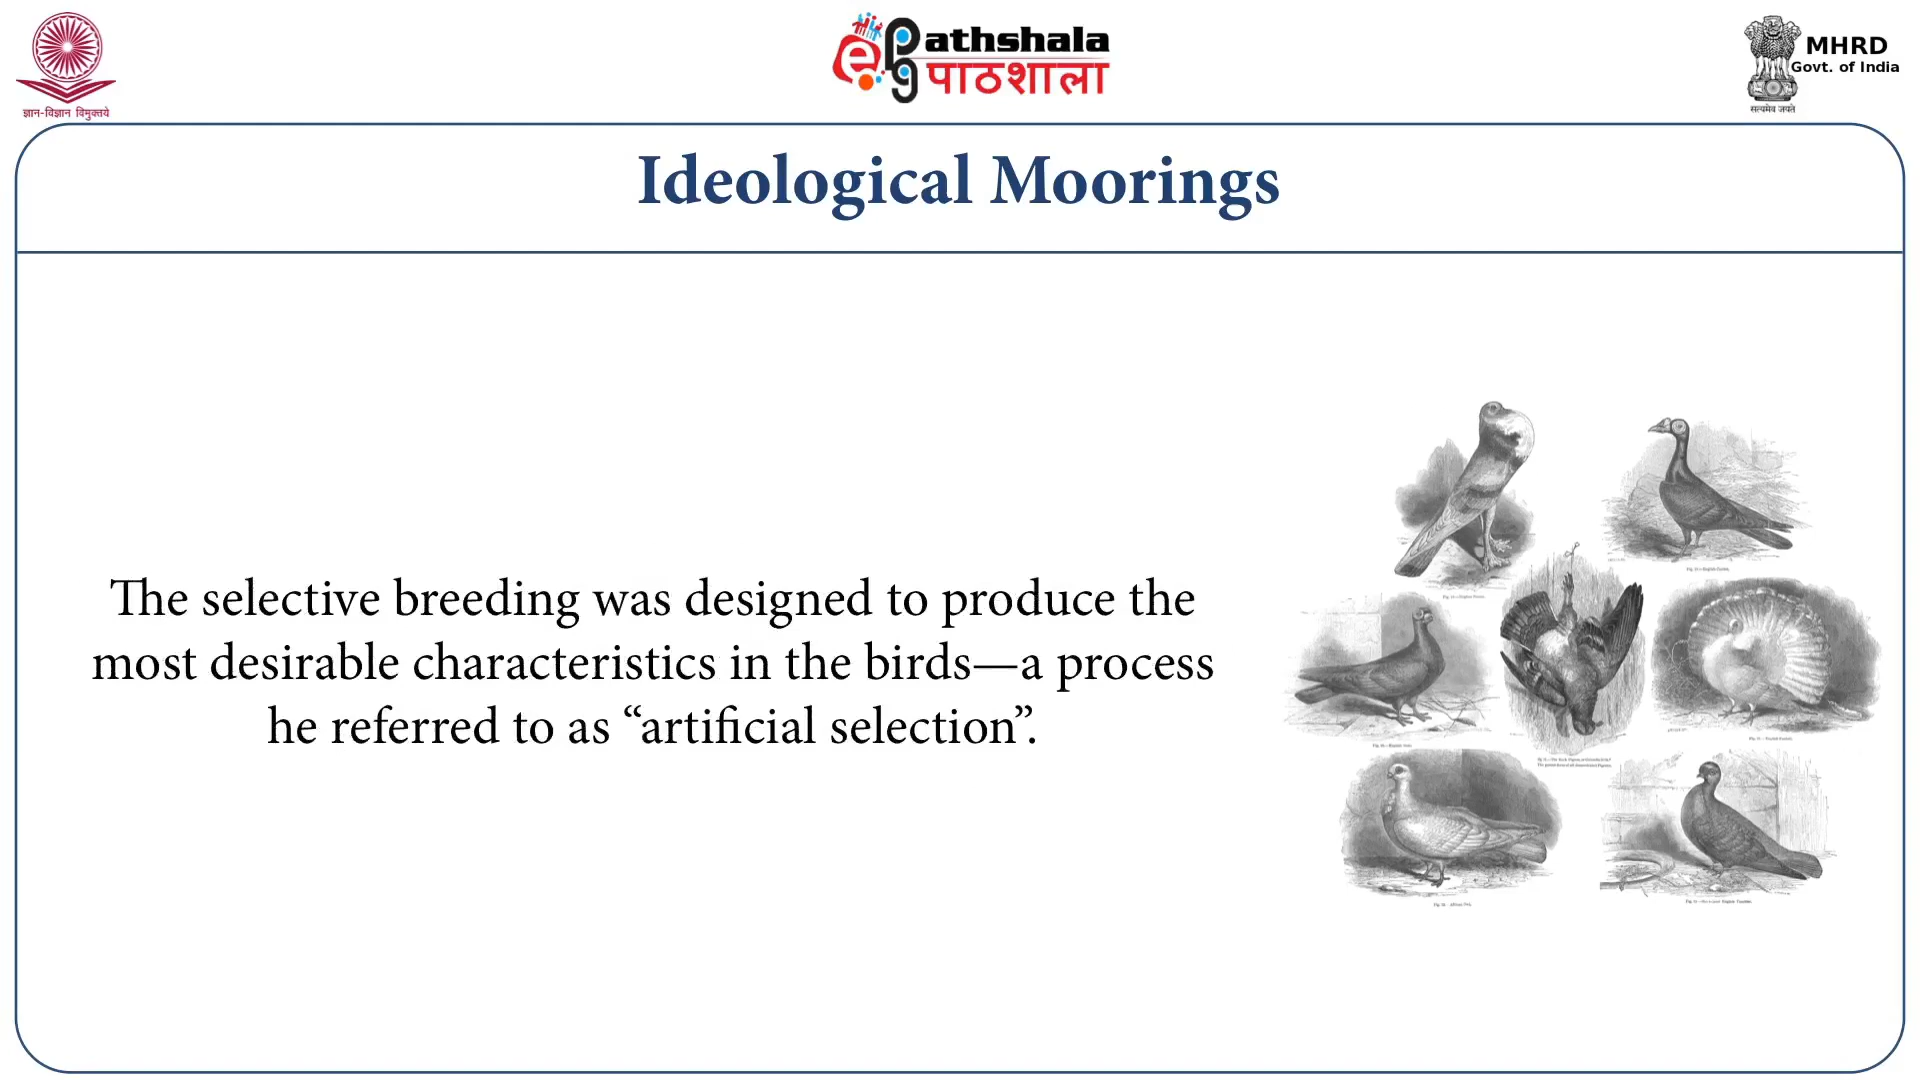 ज्ञान-विज्ञान विमुक्तये
ePathshala
पाठशाला
MHRD
Govt. of India
सत्यमेव जयते
Ideological Moorings
The selective breeding was designed to produce the
most desirable characteristics in the birds—a process
he referred to as “artificial selection”.